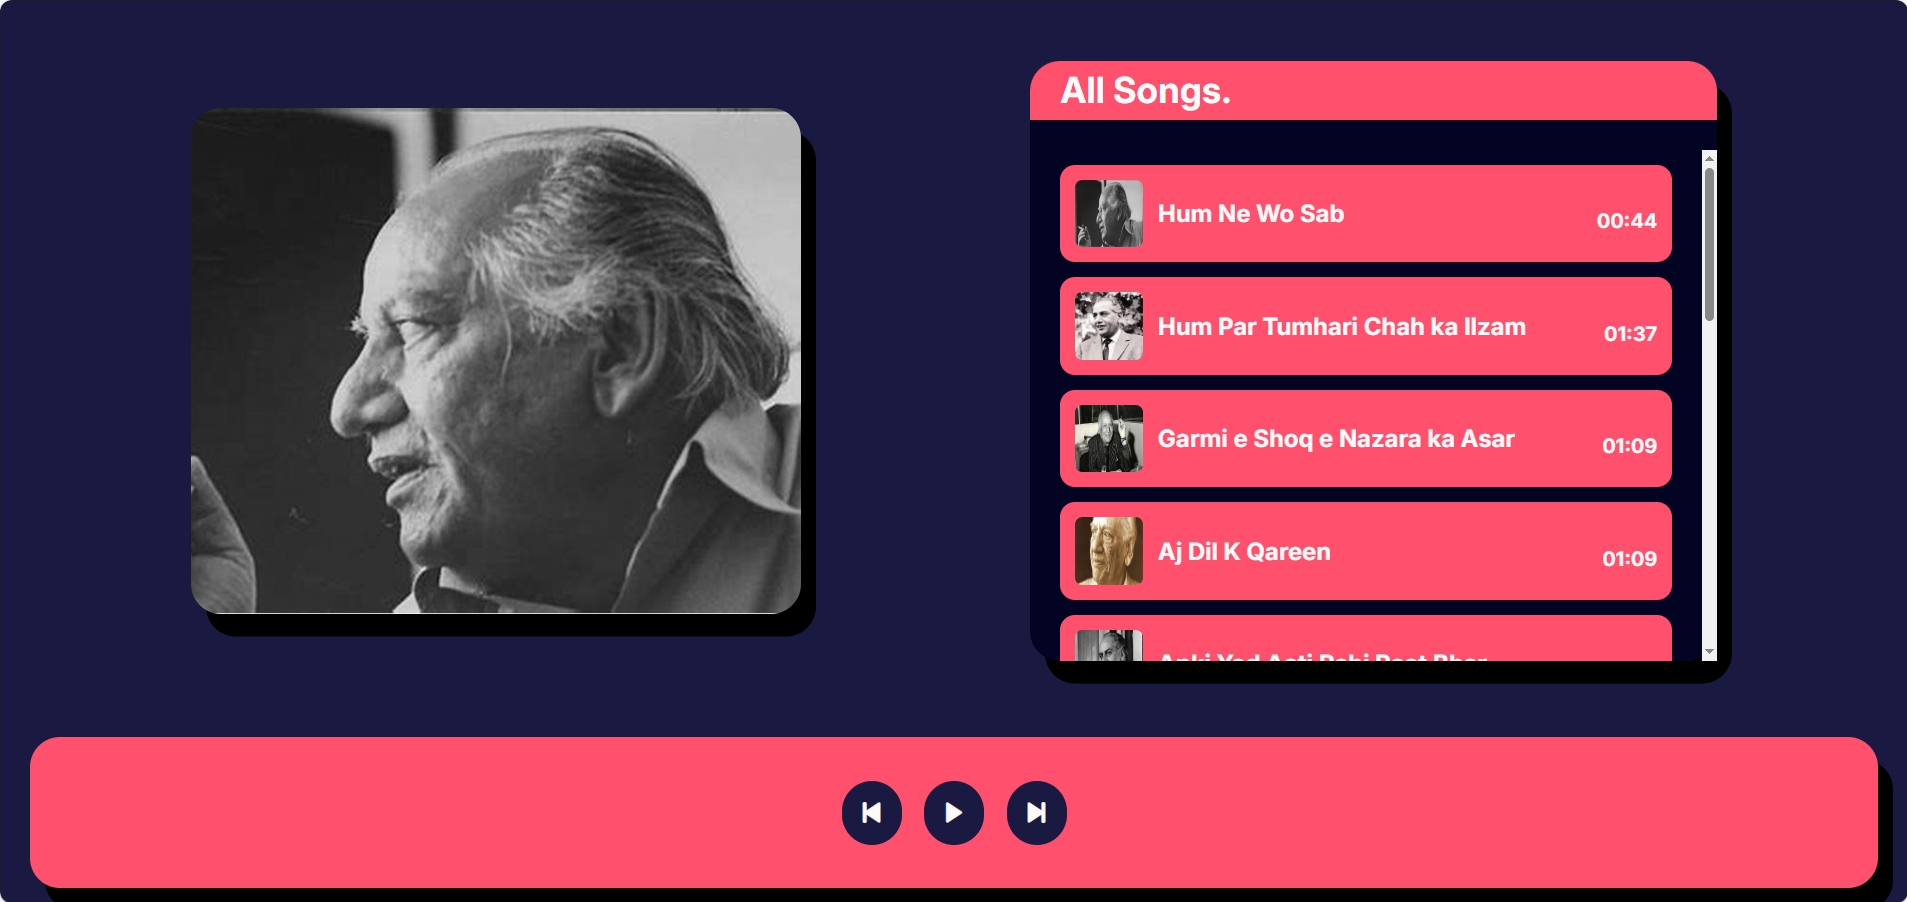 All Songs.
Hum Ne Wo Sab
00:44
Hum Par Tumhari Chah ka Ilzam
01:37
Garmi e Shoq e Nazara ka Asar
01:09
Aj Dil K Qareen
01:09